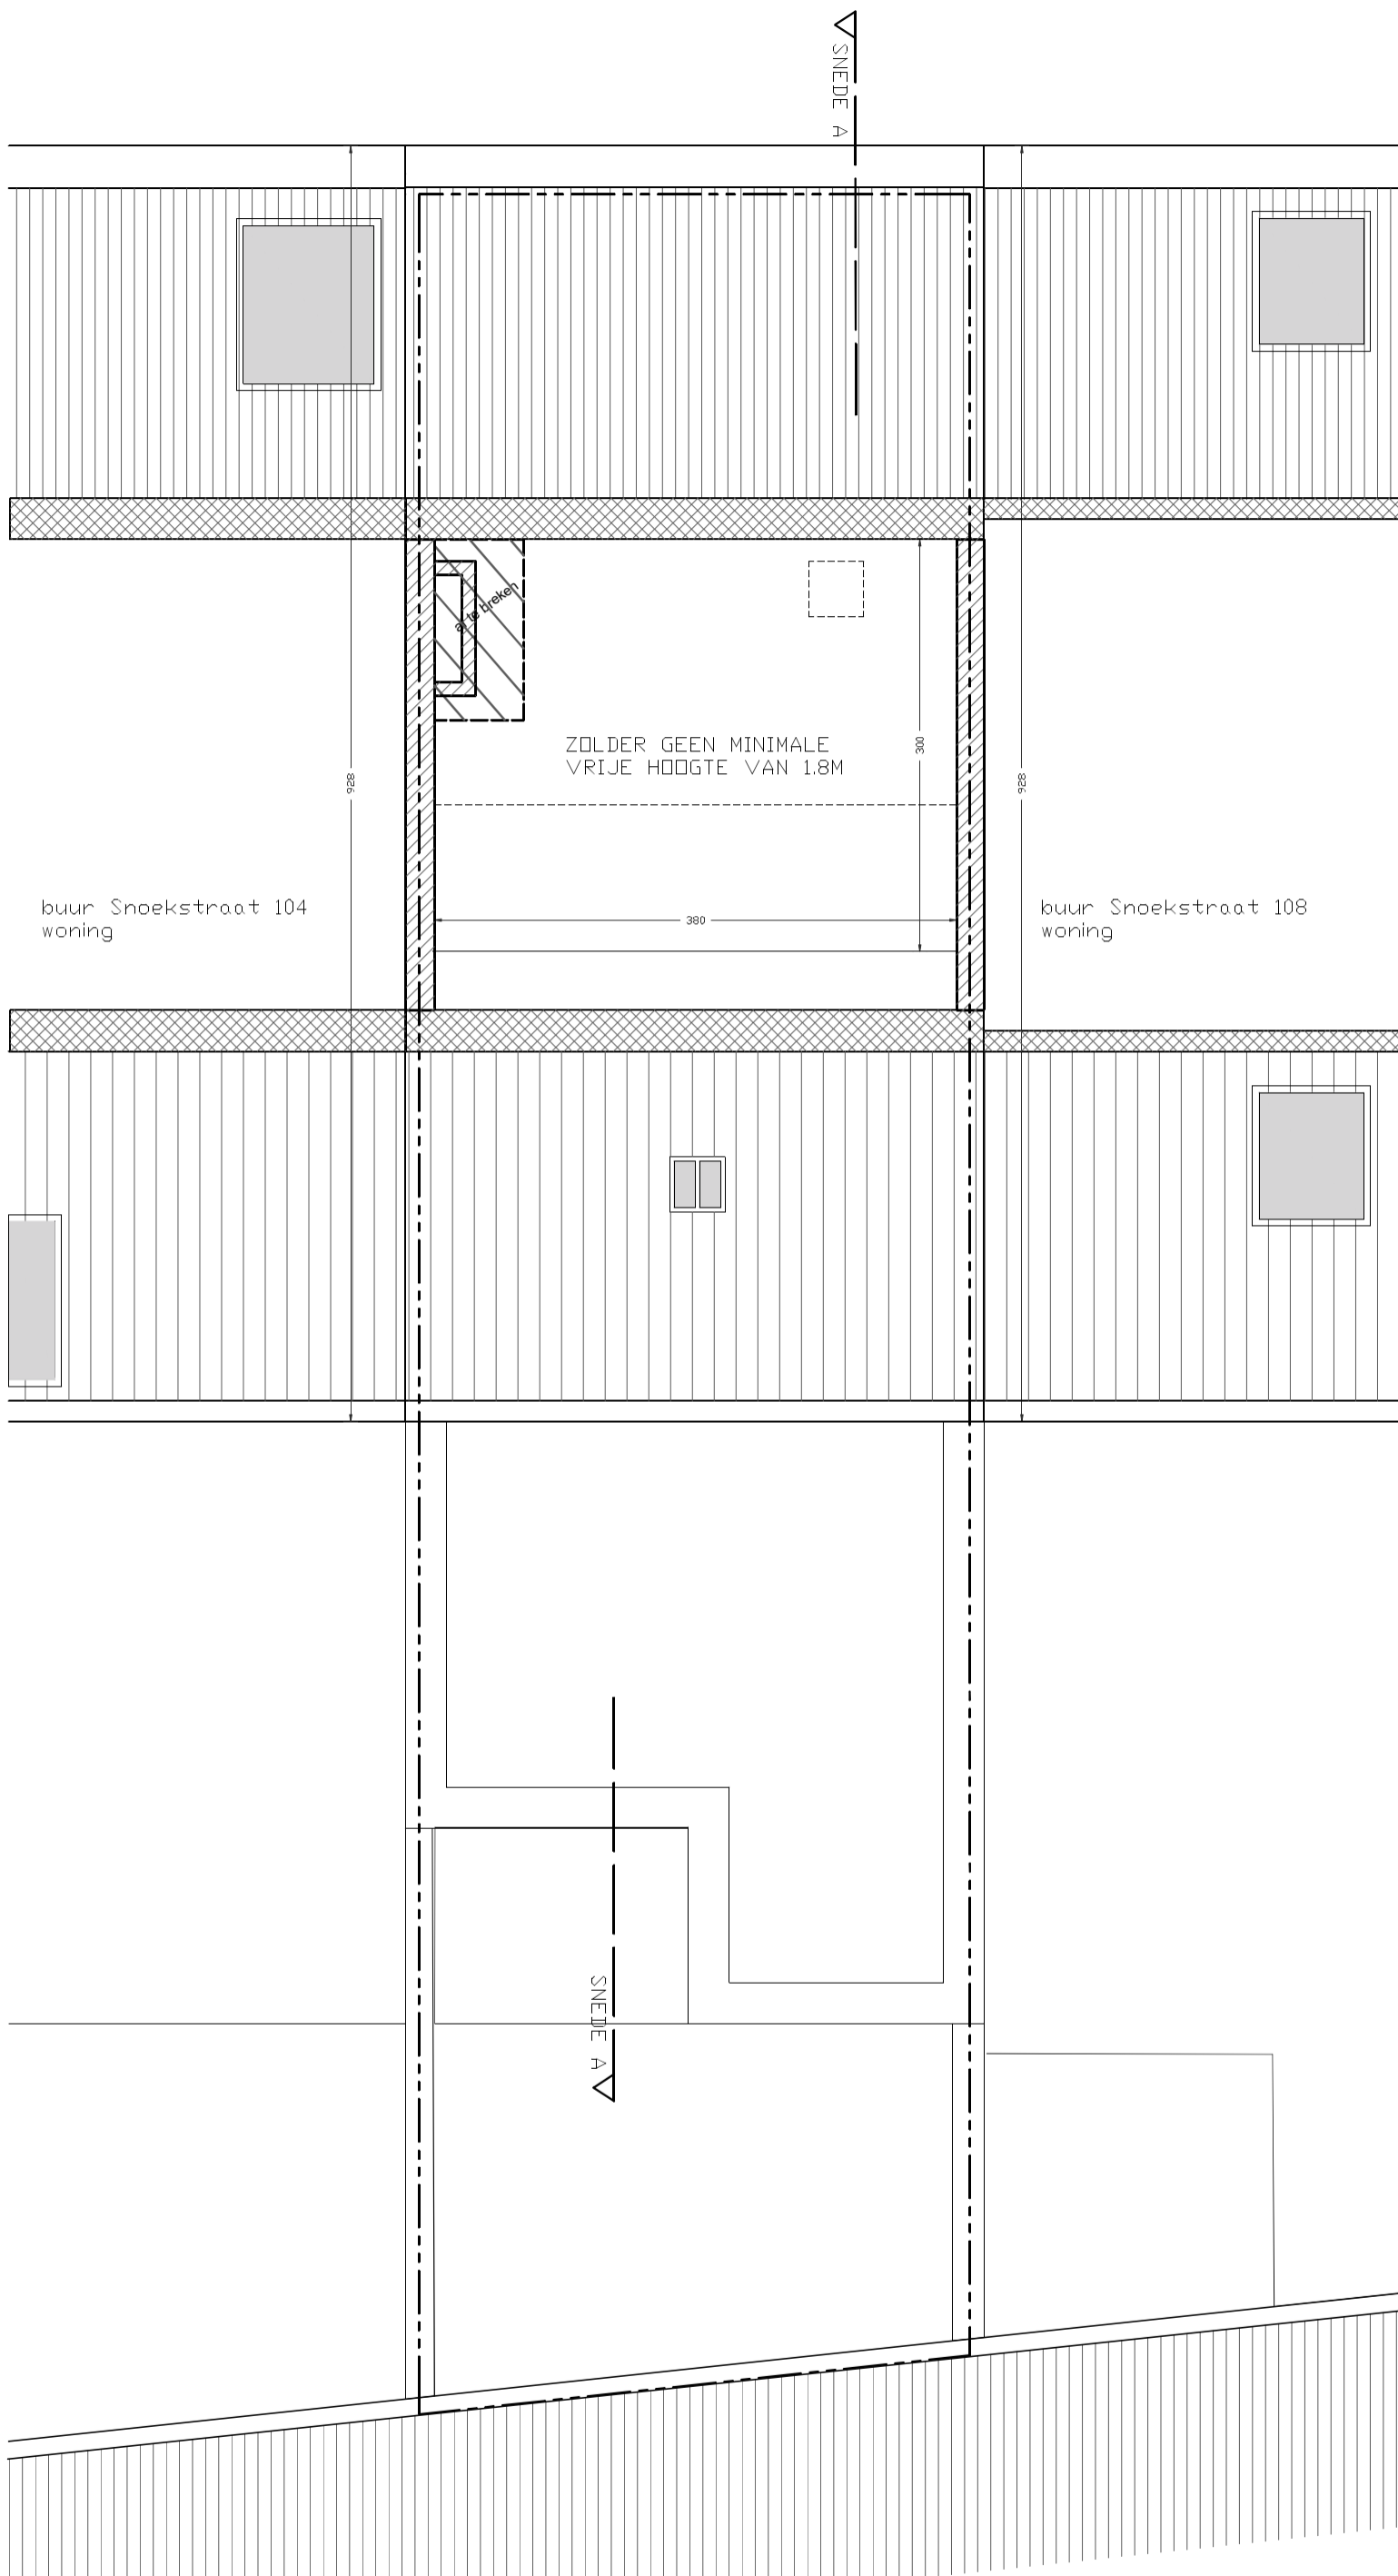 SNEDE A
af te breken
ZOLDER GEEN MINIMALE
VRIJE HOOGTE VAN 1.8M
300
928
928
buur Snoekstraat 104
woning
380
buur Snoekstraat 108
woning
SNEDE A